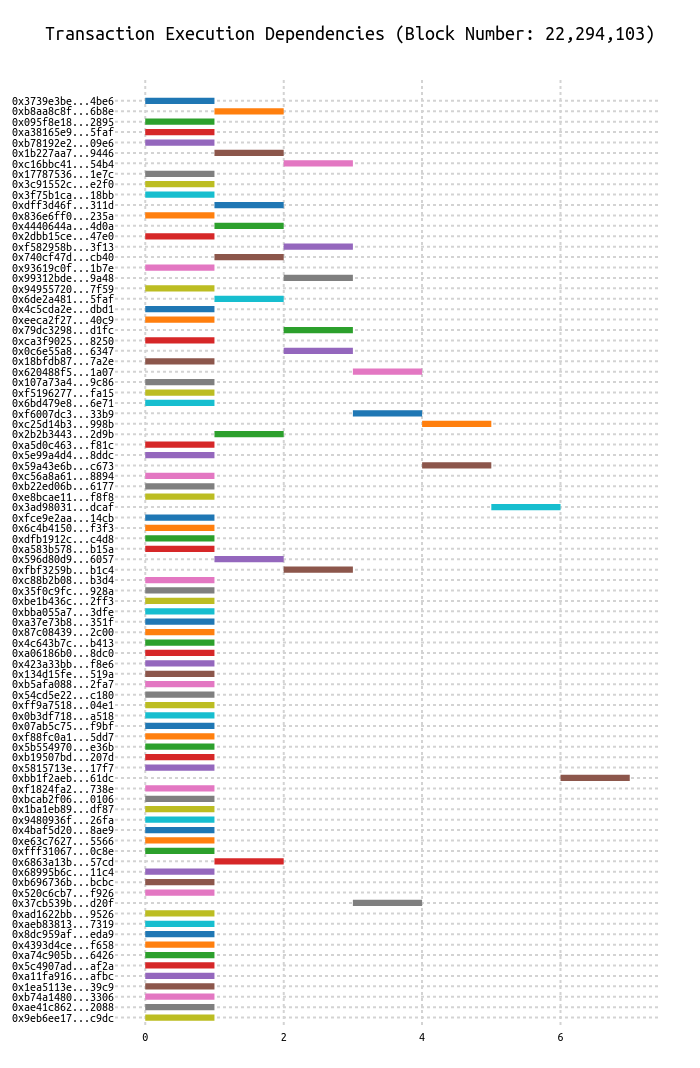 Transaction Execution Dependencies (Block Number: 22,294,103)
0x3739e3be...4be6
0xb8aa8c8f...6b8e
0x095f8e18...2895
0xa38165e9...5faf
0xb78192e2...09e6
0x1b227aa7...9446
0xc16bbc41...54b4
0x17787536...1e7c
0x3c91552c...e2f0
0x3f75b1ca...18bb
0xdff3d46f...311d
0x836e6ff0...235a
0x4440644a...4d0a
0x2dbb15ce...47e0
0xf582958b...3f13
0x740cf47d...cb40
0x93619c0f...1b7e
0x99312bde...9a48
0x94955720...7f59
0x6de2a481...5faf
0x4c5cda2e...dbd1
0xeeca2f27...40c9
0x79dc3298...d1fc
0xca3f9025...8250
0x0c6e55a8...6347
0x18bfdb87...7a2e
0x620488f5...1a07
0x107a73a4...9c86
0xf5196277...fa15
0x6bd479e8...6e71
0xf6007dc3...33b9
0xc25d14b3...998b
0x2b2b3443...2d9b
0xa5d0c463...f81c
0x5e99a4d4...8ddc
0x59a43e6b...c673
0xc56a8a61...8894
0xb22ed06b...6177
0xe8bcae11...f8f8
0x3ad98031...dcaf
0xfce9e2aa...14cb
0x6c4b4150...f3f3
0xdfb1912c...c4d8
0xa583b578...b15a
0x596d80d9...6057
0xfbf3259b...b1c4
0xc88b2b08...b3d4
0x35f0c9fc...928a
0xbe1b436c...2ff3
0xbba055a7...3dfe
0xa37e73b8...351f
0x87c08439...2c00
0x4c643b7c...b413
0xa06186b0...8dc0
0x423a33bb...f8e6
0x134d15fe...519a
0xb5afa088...2fa7
0x54cd5e22...c180
0xff9a7518...04e1
0x0b3df718...a518
0x07ab5c75...f9bf
0xf88fc0a1...5dd7
0x5b554970...e36b
0xb19507bd...207d
0x5815713e...17f7
0xbb1f2aeb...61dc
0xf1824fa2...738e
0xbcab2f06...0106
0x1ba1eb89...df87
0x9480936f...26fa
0x4baf5d20...8ae9
0xe63c7627...5566
0xfff31067...0c8e
0x6863a13b...57cd
0x68995b6c...11c4
0xb696736b...bcbc
0x520c6cb7...f926
0x37cb539b...d20f
0xad1622bb...9526
0xaeb83813...7319
0x8dc959af...eda9
0x4393d4ce...f658
0xa74c905b...6426
0x5c4907ad...af2a
0xa11fa916...afbc
0x1ea5113e...39c9
0xb74a1480...3306
0xae41c862...2088
0x9eb6ee17...c9dc
0 2 4 6